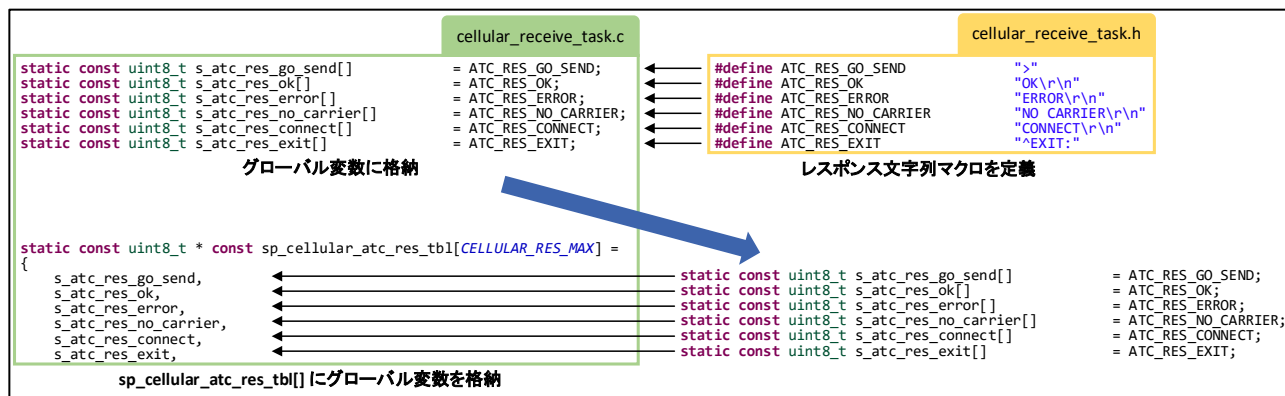 cellular_receive_task.c
static const uint8_t s_atc_res_go_send[] = ATC_RES_GO_SEND;
static const uint8_t s_atc_res_ok[] = ATC_RES_OK;
static const uint8_t s_atc_res_error[] = ATC_RES_ERROR;
static const uint8_t s_atc_res_no_carrier[] = ATC_RES_NO_CARRIER;
static const uint8_t s_atc_res_connect[] = ATC_RES_CONNECT;
static const uint8_t s_atc_res_exit[] = ATC_RES_EXIT;
グローバル変数に格納
cellular_receive_task.h
#define ATC_RES_GO_SEND ">"
#define ATC_RES_OK "OK\r\n"
#define ATC_RES_ERROR "ERROR\r\n"
#define ATC_RES_NO_CARRIER "NO CARRIER\r\n"
#define ATC_RES_CONNECT "CONNECT\r\n"
#define ATC_RES_EXIT "^EXIT:"
レスポンス文字列マクロを定義
static const uint8_t * const sp_cellular_atc_res_tbl[CELLULAR_RES_MAX] =
{
s_atc_res_go_send,
s_atc_res_ok,
s_atc_res_error,
s_atc_res_no_carrier,
s_atc_res_connect,
s_atc_res_exit,
sp_cellular_atc_res_tbl[] にグローバル変数を格納
static const uint8_t s_atc_res_go_send[] = ATC_RES_GO_SEND;
static const uint8_t s_atc_res_ok[] = ATC_RES_OK;
static const uint8_t s_atc_res_error[] = ATC_RES_ERROR;
static const uint8_t s_atc_res_no_carrier[] = ATC_RES_NO_CARRIER;
static const uint8_t s_atc_res_connect[] = ATC_RES_CONNECT;
static const uint8_t s_atc_res_exit[] = ATC_RES_EXIT;